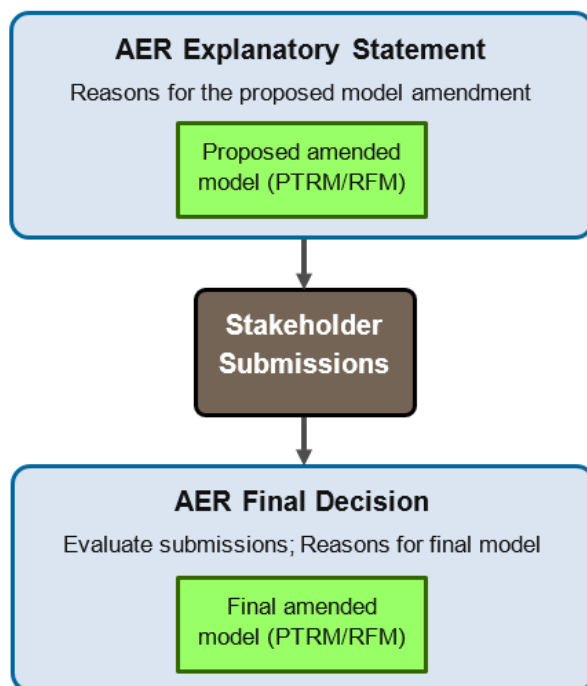 AER Explanatory Statement
Reasons for the proposed model amendment
Proposed amended
model (PTRM/RFM)
Stakeholder
Submissions
AER Final Decision
Evaluate submissions; Reasons for final model
Final amended
model (PTRM/RFM)